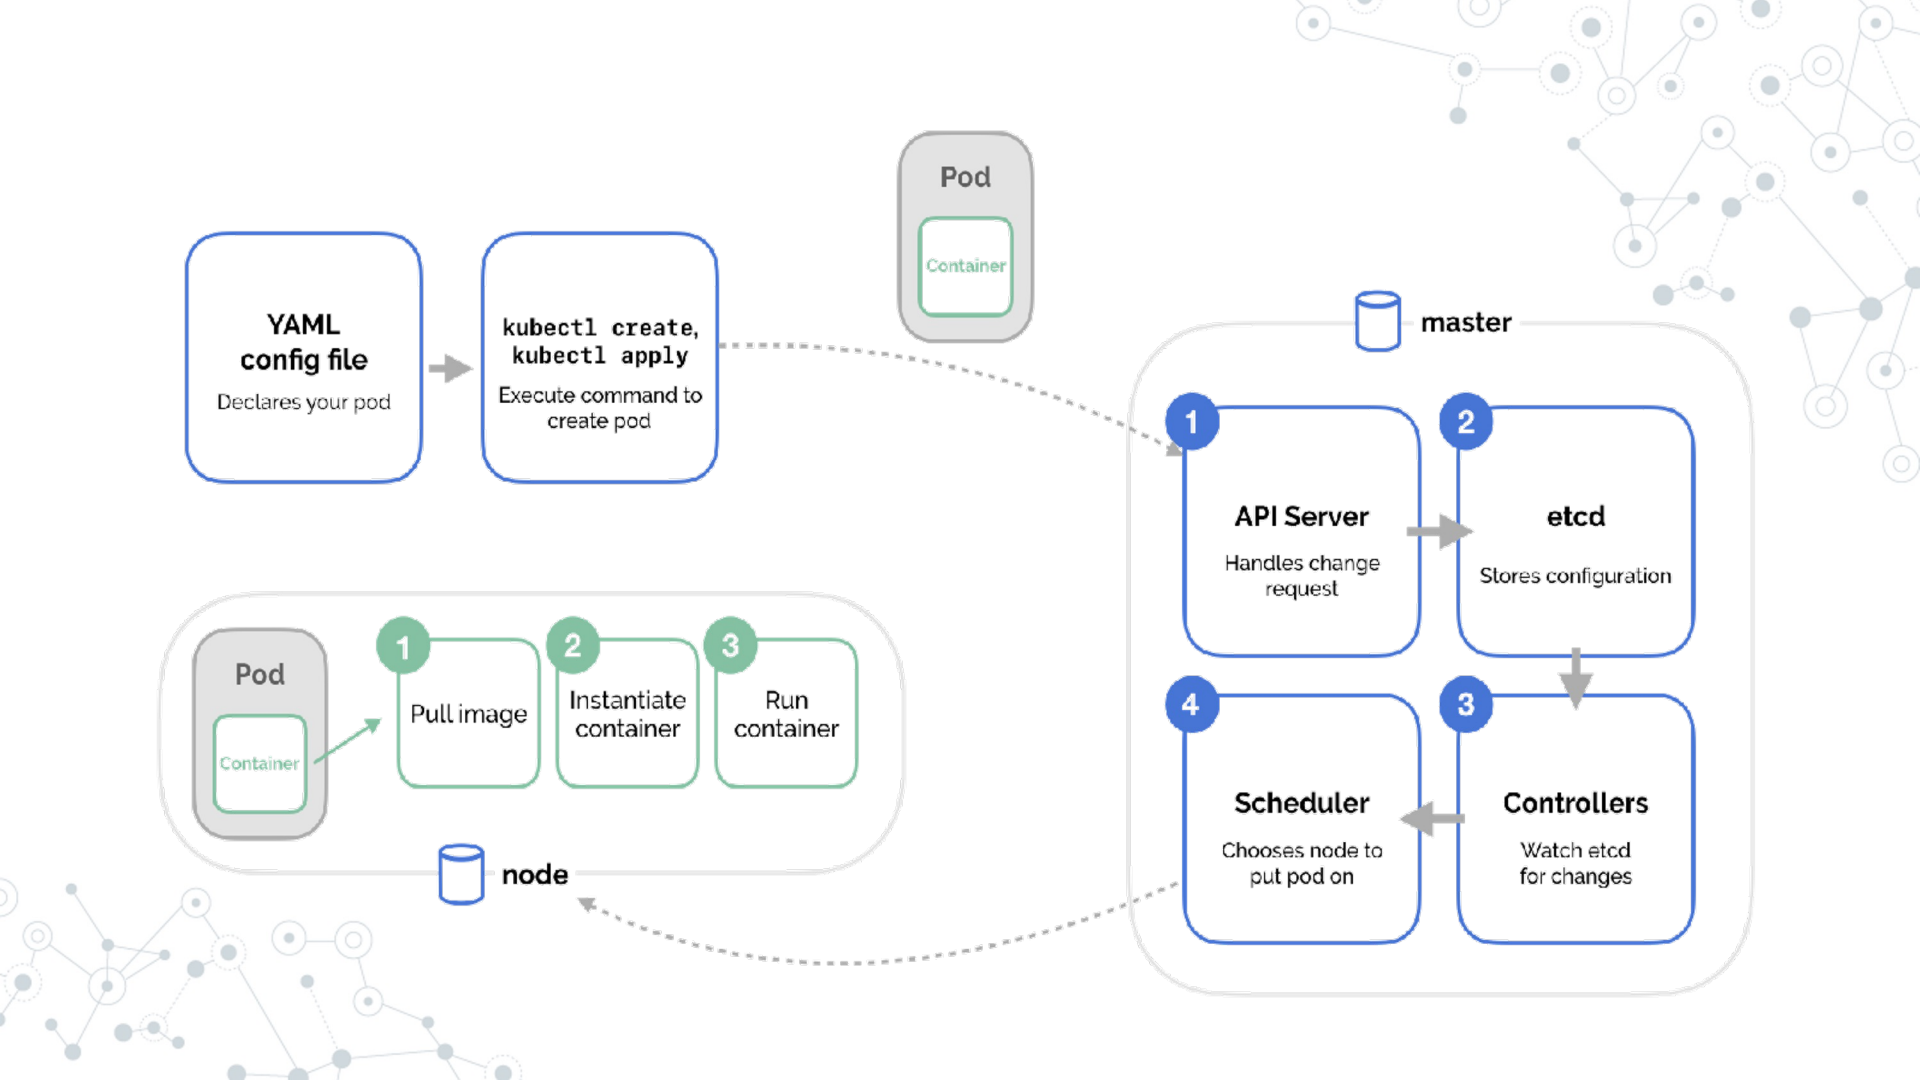 Pod
Container
YAML
config file
Declares your pod
kubectl create,
kubectl apply
Execute command to
create pod
master
1
API Server
Handles change
request
2
etcd
Stores configuration
3
Controllers
Watch etcd
for changes
4
Scheduler
Chooses node to
put pod on
Pod
Container
1
Pull image
2
Instantiate
container
3
Run
container
node